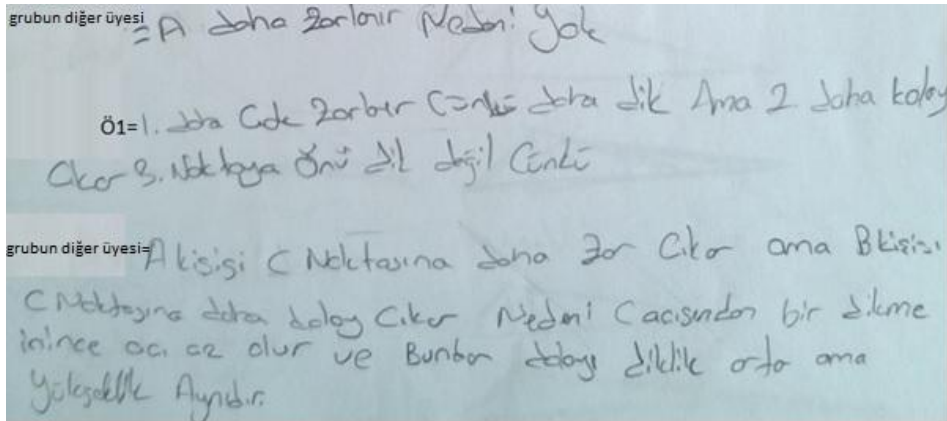 grubun diğer üyesi = A daha zorlanır Nedeni Yok
Ö1= 1. daha Çok Zorlanır Çünkü daha dik Ama 2 daha kolay
Çıkar 3. Noktaya Önü dik değil Çünkü
grubun diğer üyesi= A kişisi C Noktasına daha Zor Çıkar ama B kişisi
C Noktasına daha kolay Çıkar Nedeni C açısından bir dikme
inince açı az olur ve Bundan dolayı diklik orta ama
Yükseklik Aynıdır.